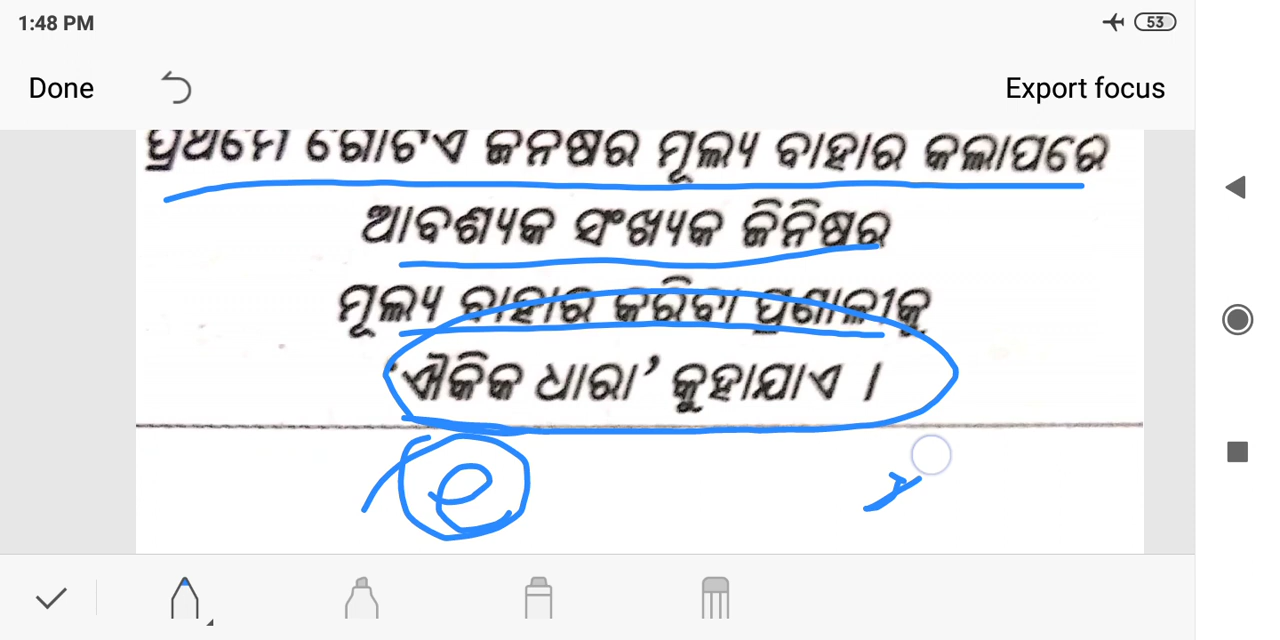 1:48 PM
53
Done
Export focus
ପ୍ରଥମେ ଗୋଟିଏ ଜିନିଷର ମୂଲ୍ୟ ବାହାର କଲାପରେ
ଆବଶ୍ୟକ ସଂଖ୍ୟକ ଜିନିଷର
ମୂଲ୍ୟ ବାହାର କରିବା ପ୍ରଣାଳୀକୁ
‘ଐକିକ ଧାରା’ କୁହାଯାଏ ।